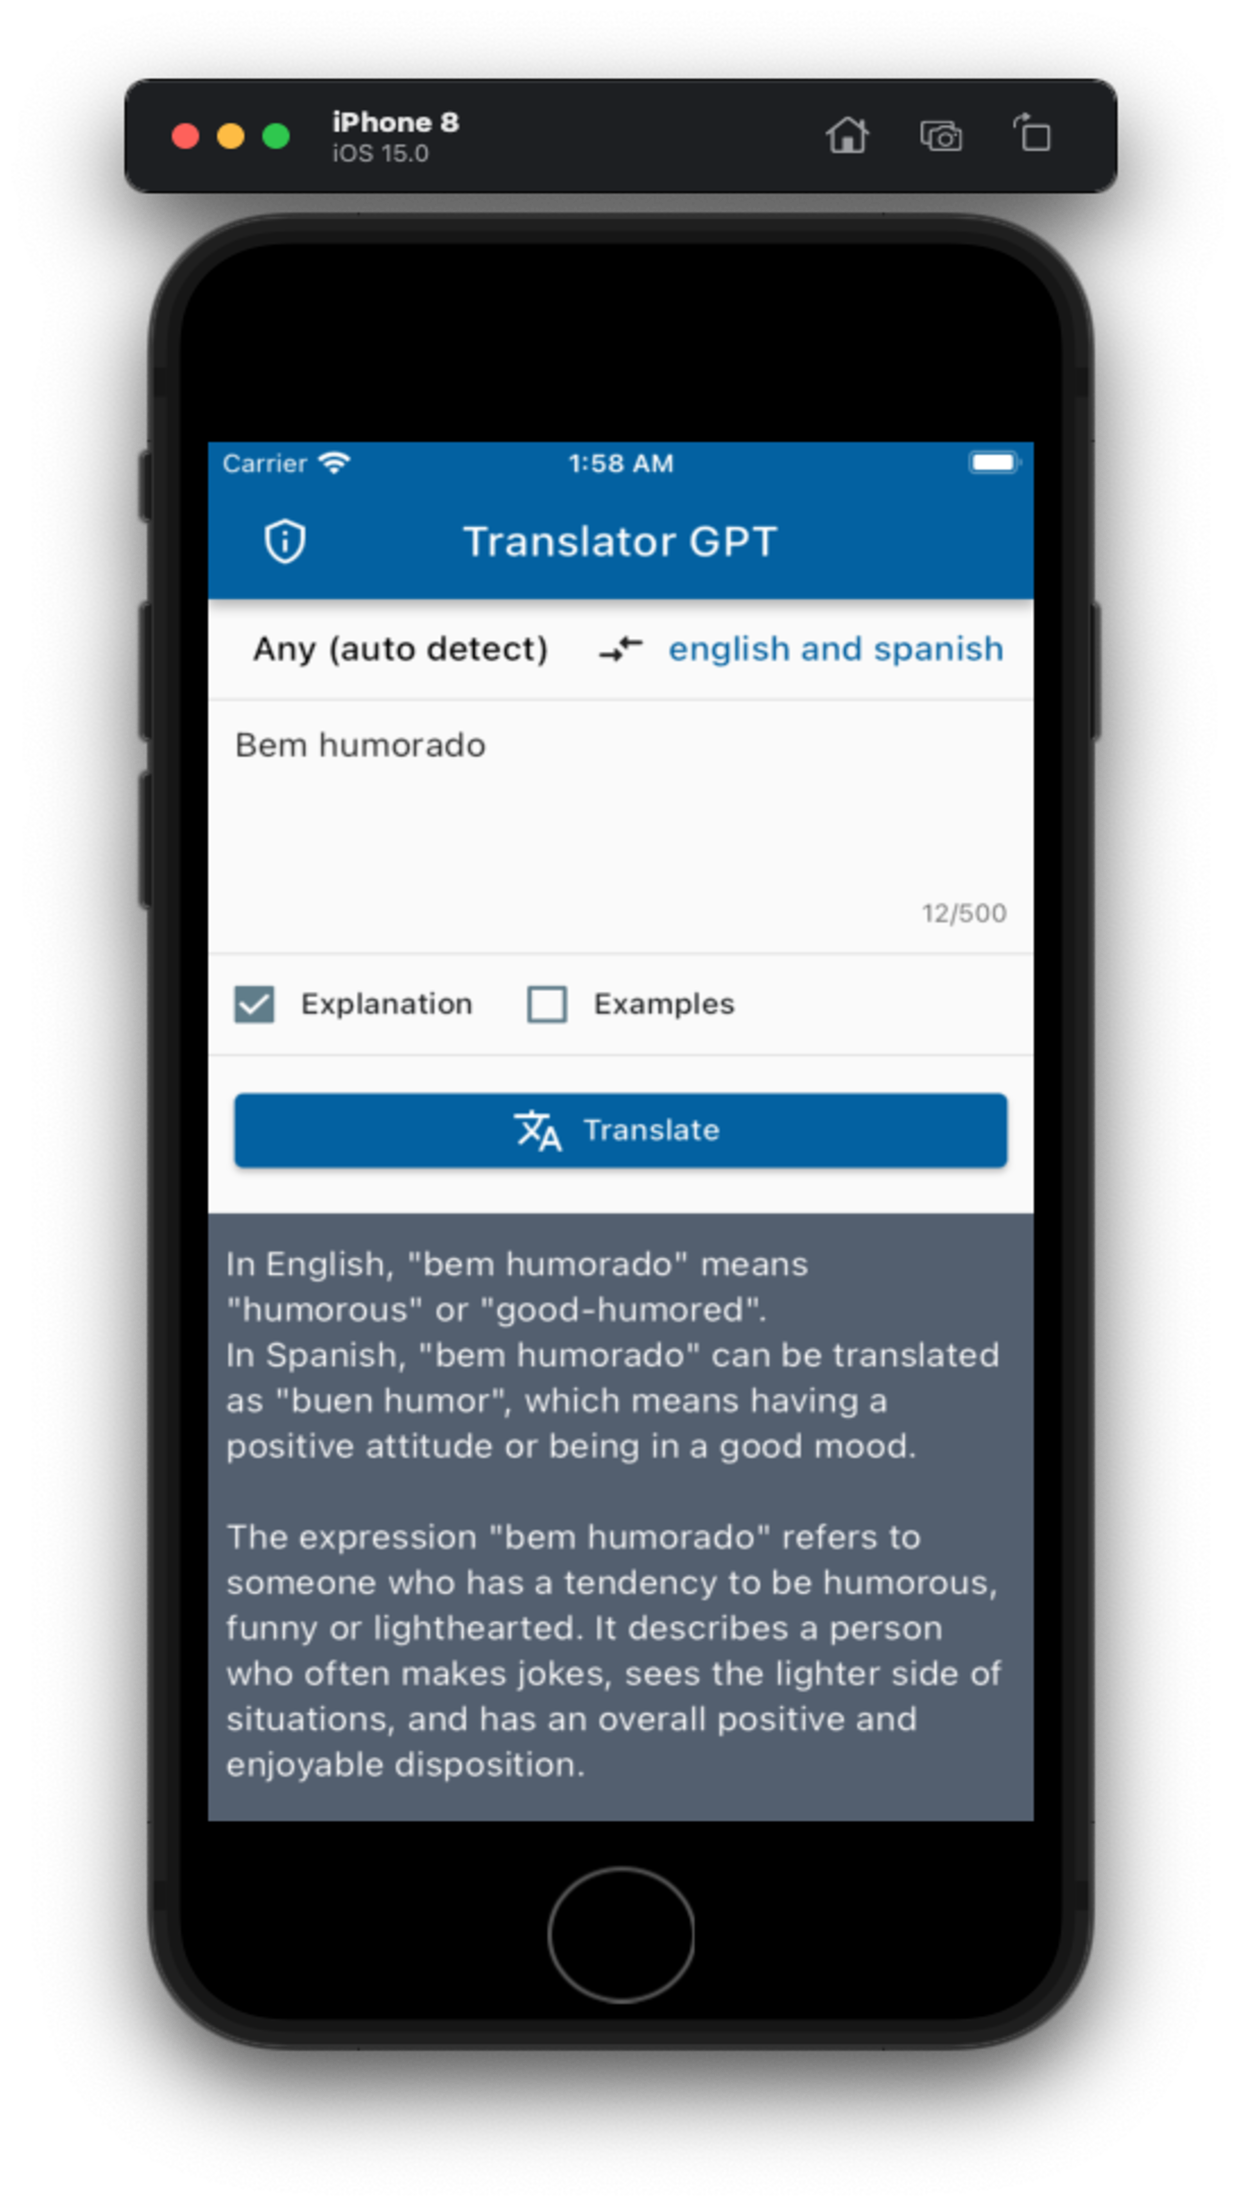 iPhone 8
iOS 15.0
Carrier 1:58 AM
Translator GPT
Any (auto detect) english and spanish
Bem humorado
12/500
Explanation Examples
Translate
In English, "bem humorado" means
"humorous" or "good-humored".
In Spanish, "bem humorado" can be translated
as "buen humor", which means having a
positive attitude or being in a good mood.
The expression "bem humorado" refers to
someone who has a tendency to be humorous,
funny or lighthearted. It describes a person
who often makes jokes, sees the lighter side of
situations, and has an overall positive and
enjoyable disposition.